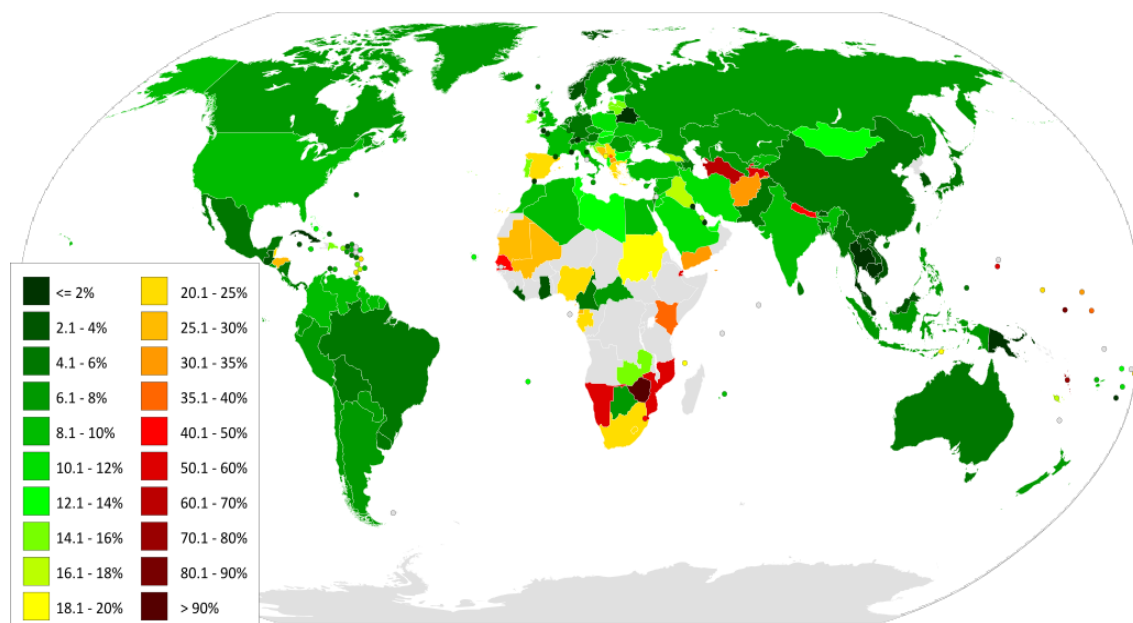 <= 2%
2.1 - 4%
4.1 - 6%
6.1 - 8%
8.1 - 10%
10.1 - 12%
12.1 - 14%
14.1 - 16%
16.1 - 18%
18.1 - 20%
20.1 - 25%
25.1 - 30%
30.1 - 35%
35.1 - 40%
40.1 - 50%
50.1 - 60%
60.1 - 70%
70.1 - 80%
80.1 - 90%
> 90%